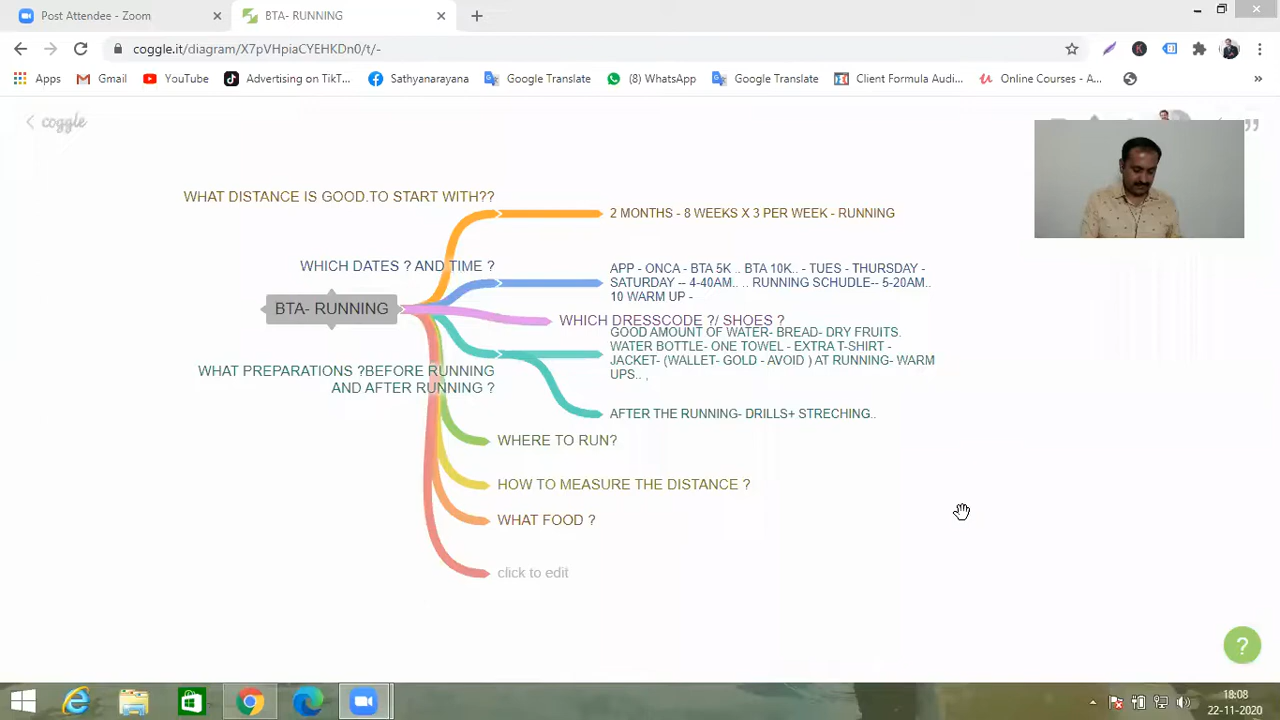 Post Attendee - Zoom
BTA- RUNNING
coggle.it/diagram/X7pVHpiaCYEHKDn0/t/-
Apps
Gmail
YouTube
Advertising on TikT...
Sathyanarayana
Google Translate
(8) WhatsApp
Google Translate
Client Formula Audi...
Online Courses - A...
coggle
WHAT DISTANCE IS GOOD.TO START WITH??
2 MONTHS - 8 WEEKS X 3 PER WEEK - RUNNING
WHICH DATES ? AND TIME ?
APP - ONCA - BTA 5K .. BTA 10K.. - TUES - THURSDAY -
SATURDAY -- 4-40AM.. .. RUNNING SCHUDLE-- 5-20AM..
10 WARM UP -
BTA- RUNNING
WHICH DRESSCODE ?/ SHOES ?
GOOD AMOUNT OF WATER- BREAD- DRY FRUITS.
WATER BOTTLE- ONE TOWEL - EXTRA T-SHIRT -
JACKET- (WALLET- GOLD - AVOID ) AT RUNNING- WARM
UPS.. ,
WHAT PREPARATIONS ?BEFORE RUNNING
AND AFTER RUNNING ?
AFTER THE RUNNING- DRILLS+ STRECHING..
WHERE TO RUN?
HOW TO MEASURE THE DISTANCE ?
WHAT FOOD ?
click to edit
?
18:08
22-11-2020